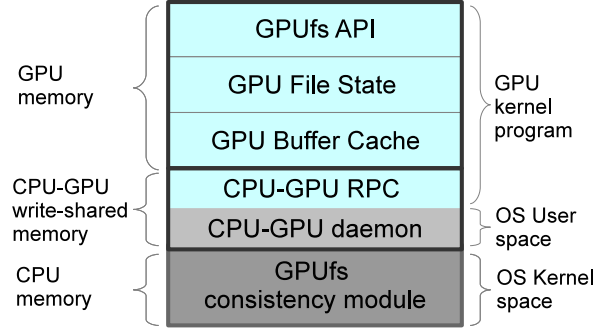 GPUfs API
GPU File State
GPU Buffer Cache
CPU-GPU RPC
CPU-GPU daemon
GPUfs
consistency module
GPU
memory
CPU-GPU
write-shared
memory
CPU
memory
GPU
kernel
program
OS User
space
OS Kernel
space